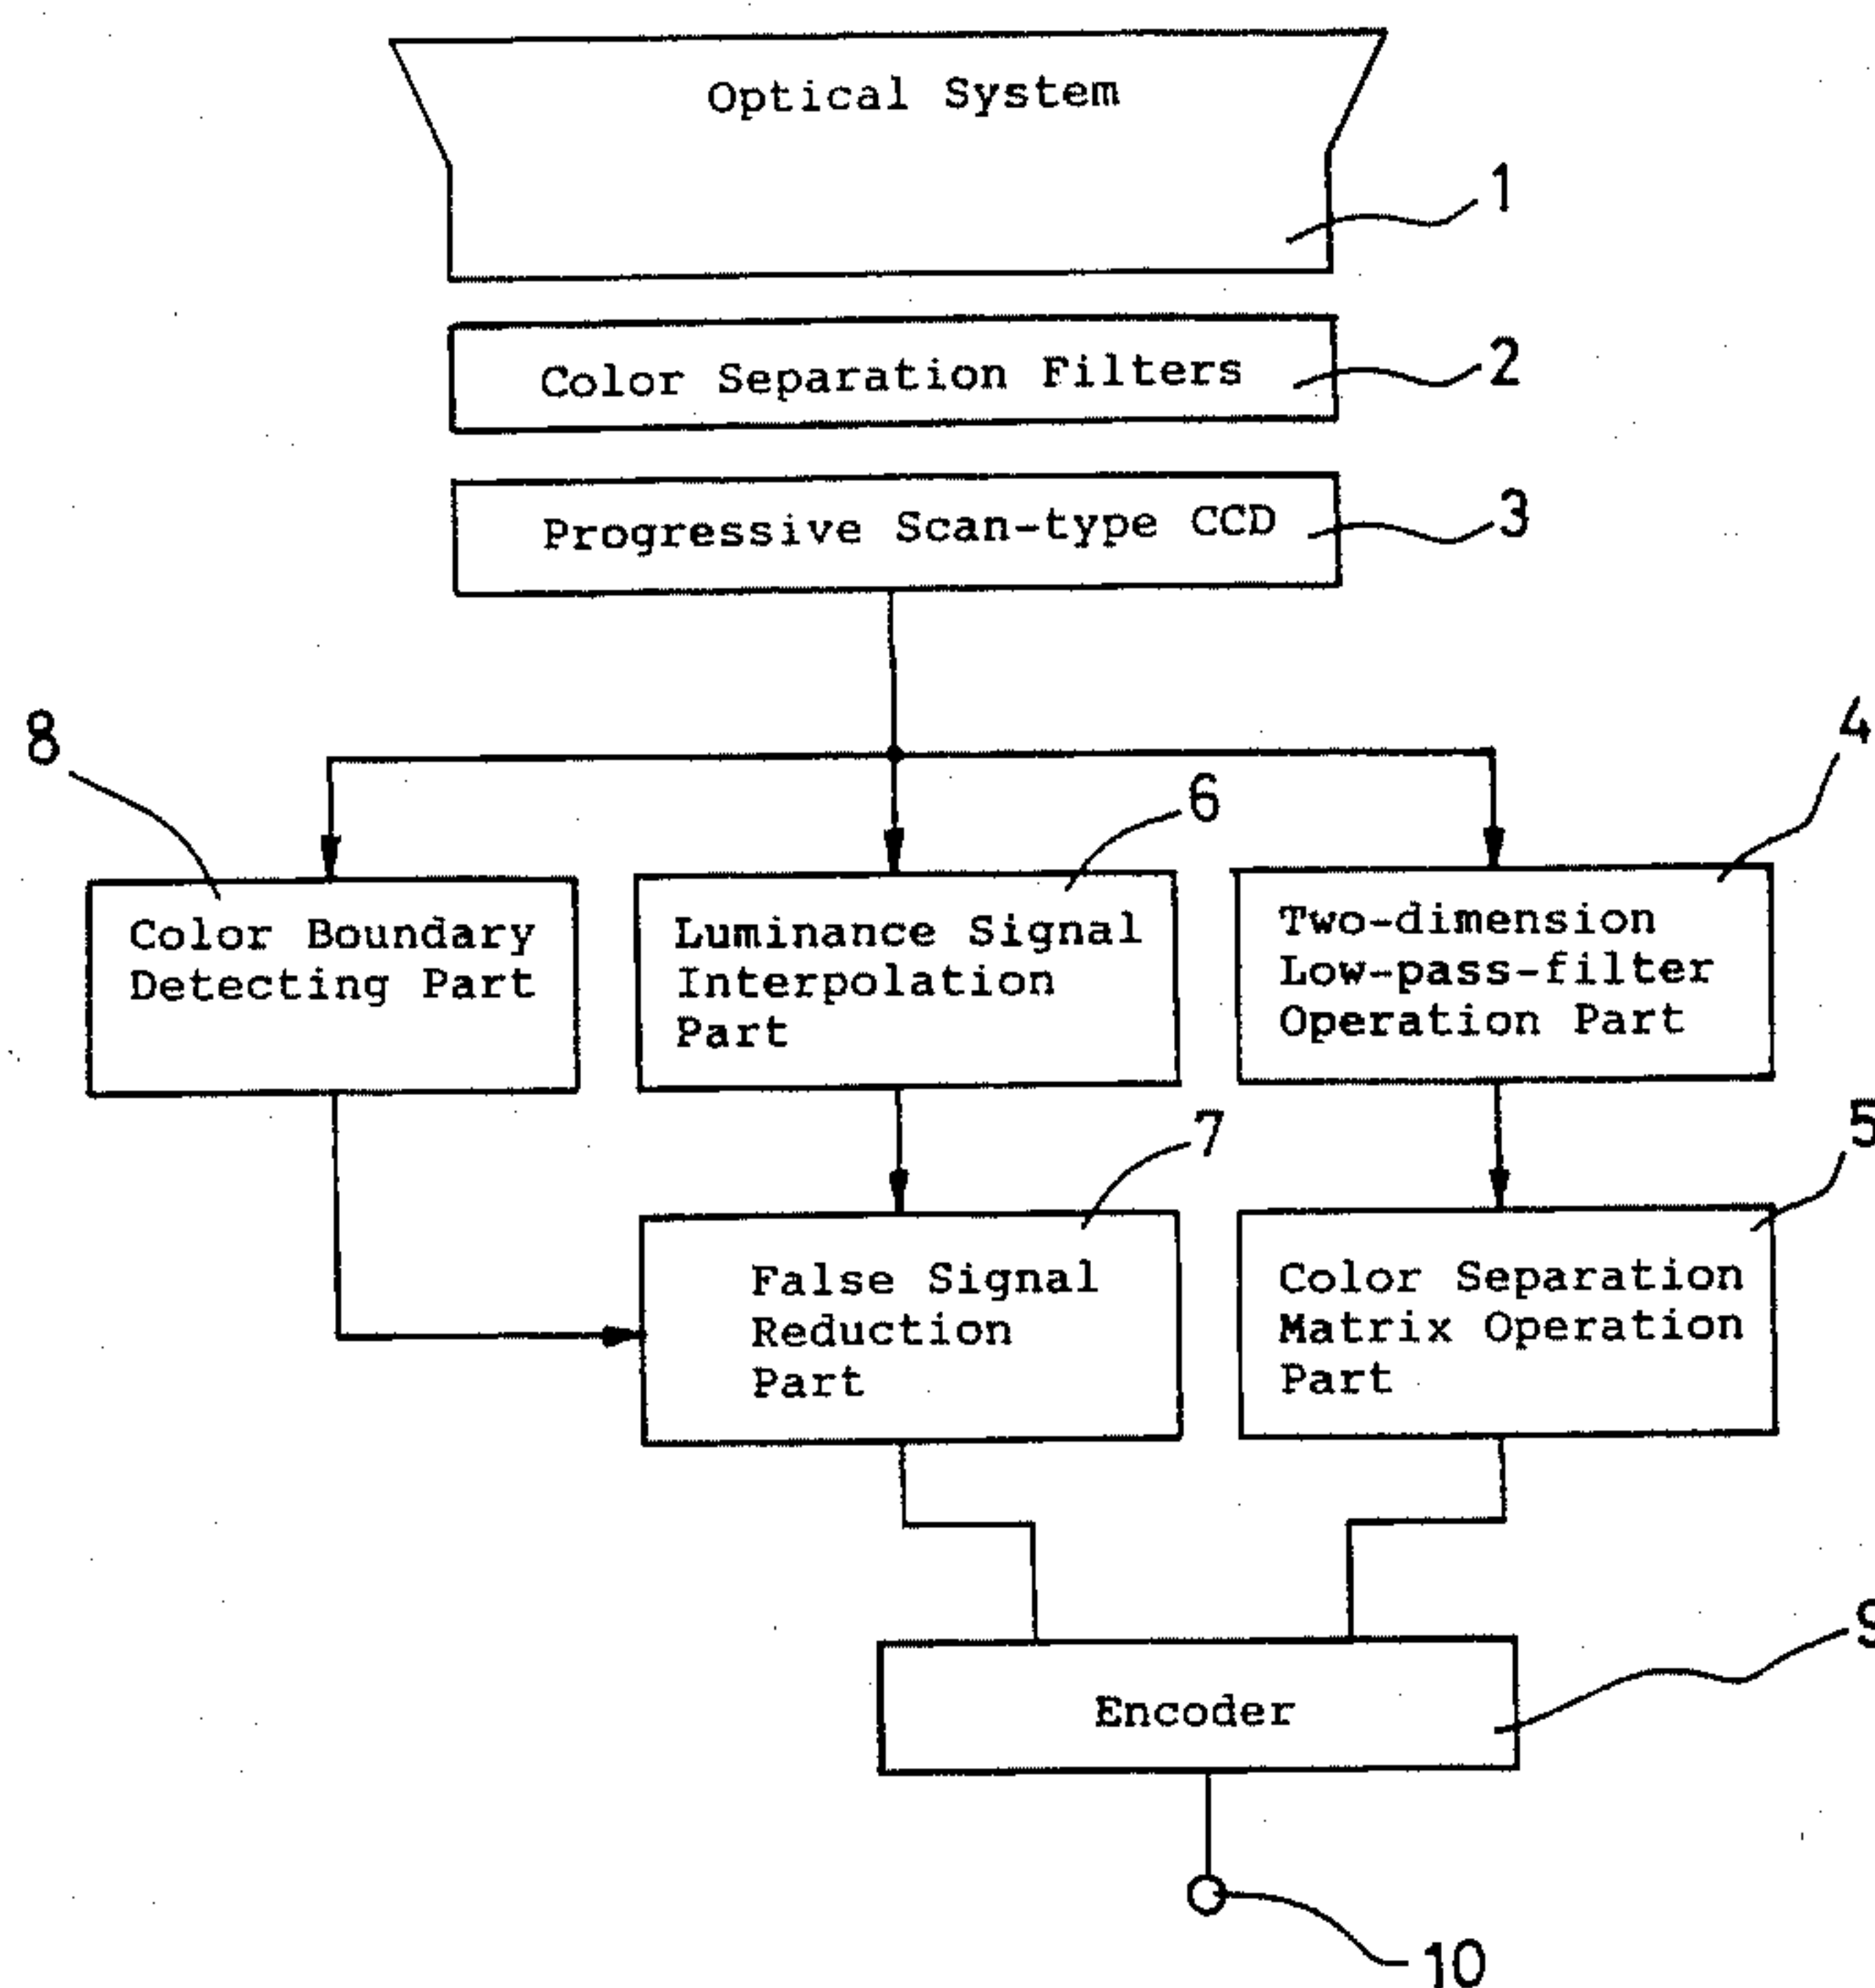 Optical System
1
Color Separation Filters
2
Progressive Scan-type CCD
3
8
6
4
Color Boundary
Detecting Part
Luminance Signal
Interpolation
Part
Two-dimension
Low-pass-filter
Operation Part
7
5
False Signal
Reduction
Part
Color Separation
Matrix Operation
Part
9
Encoder
10